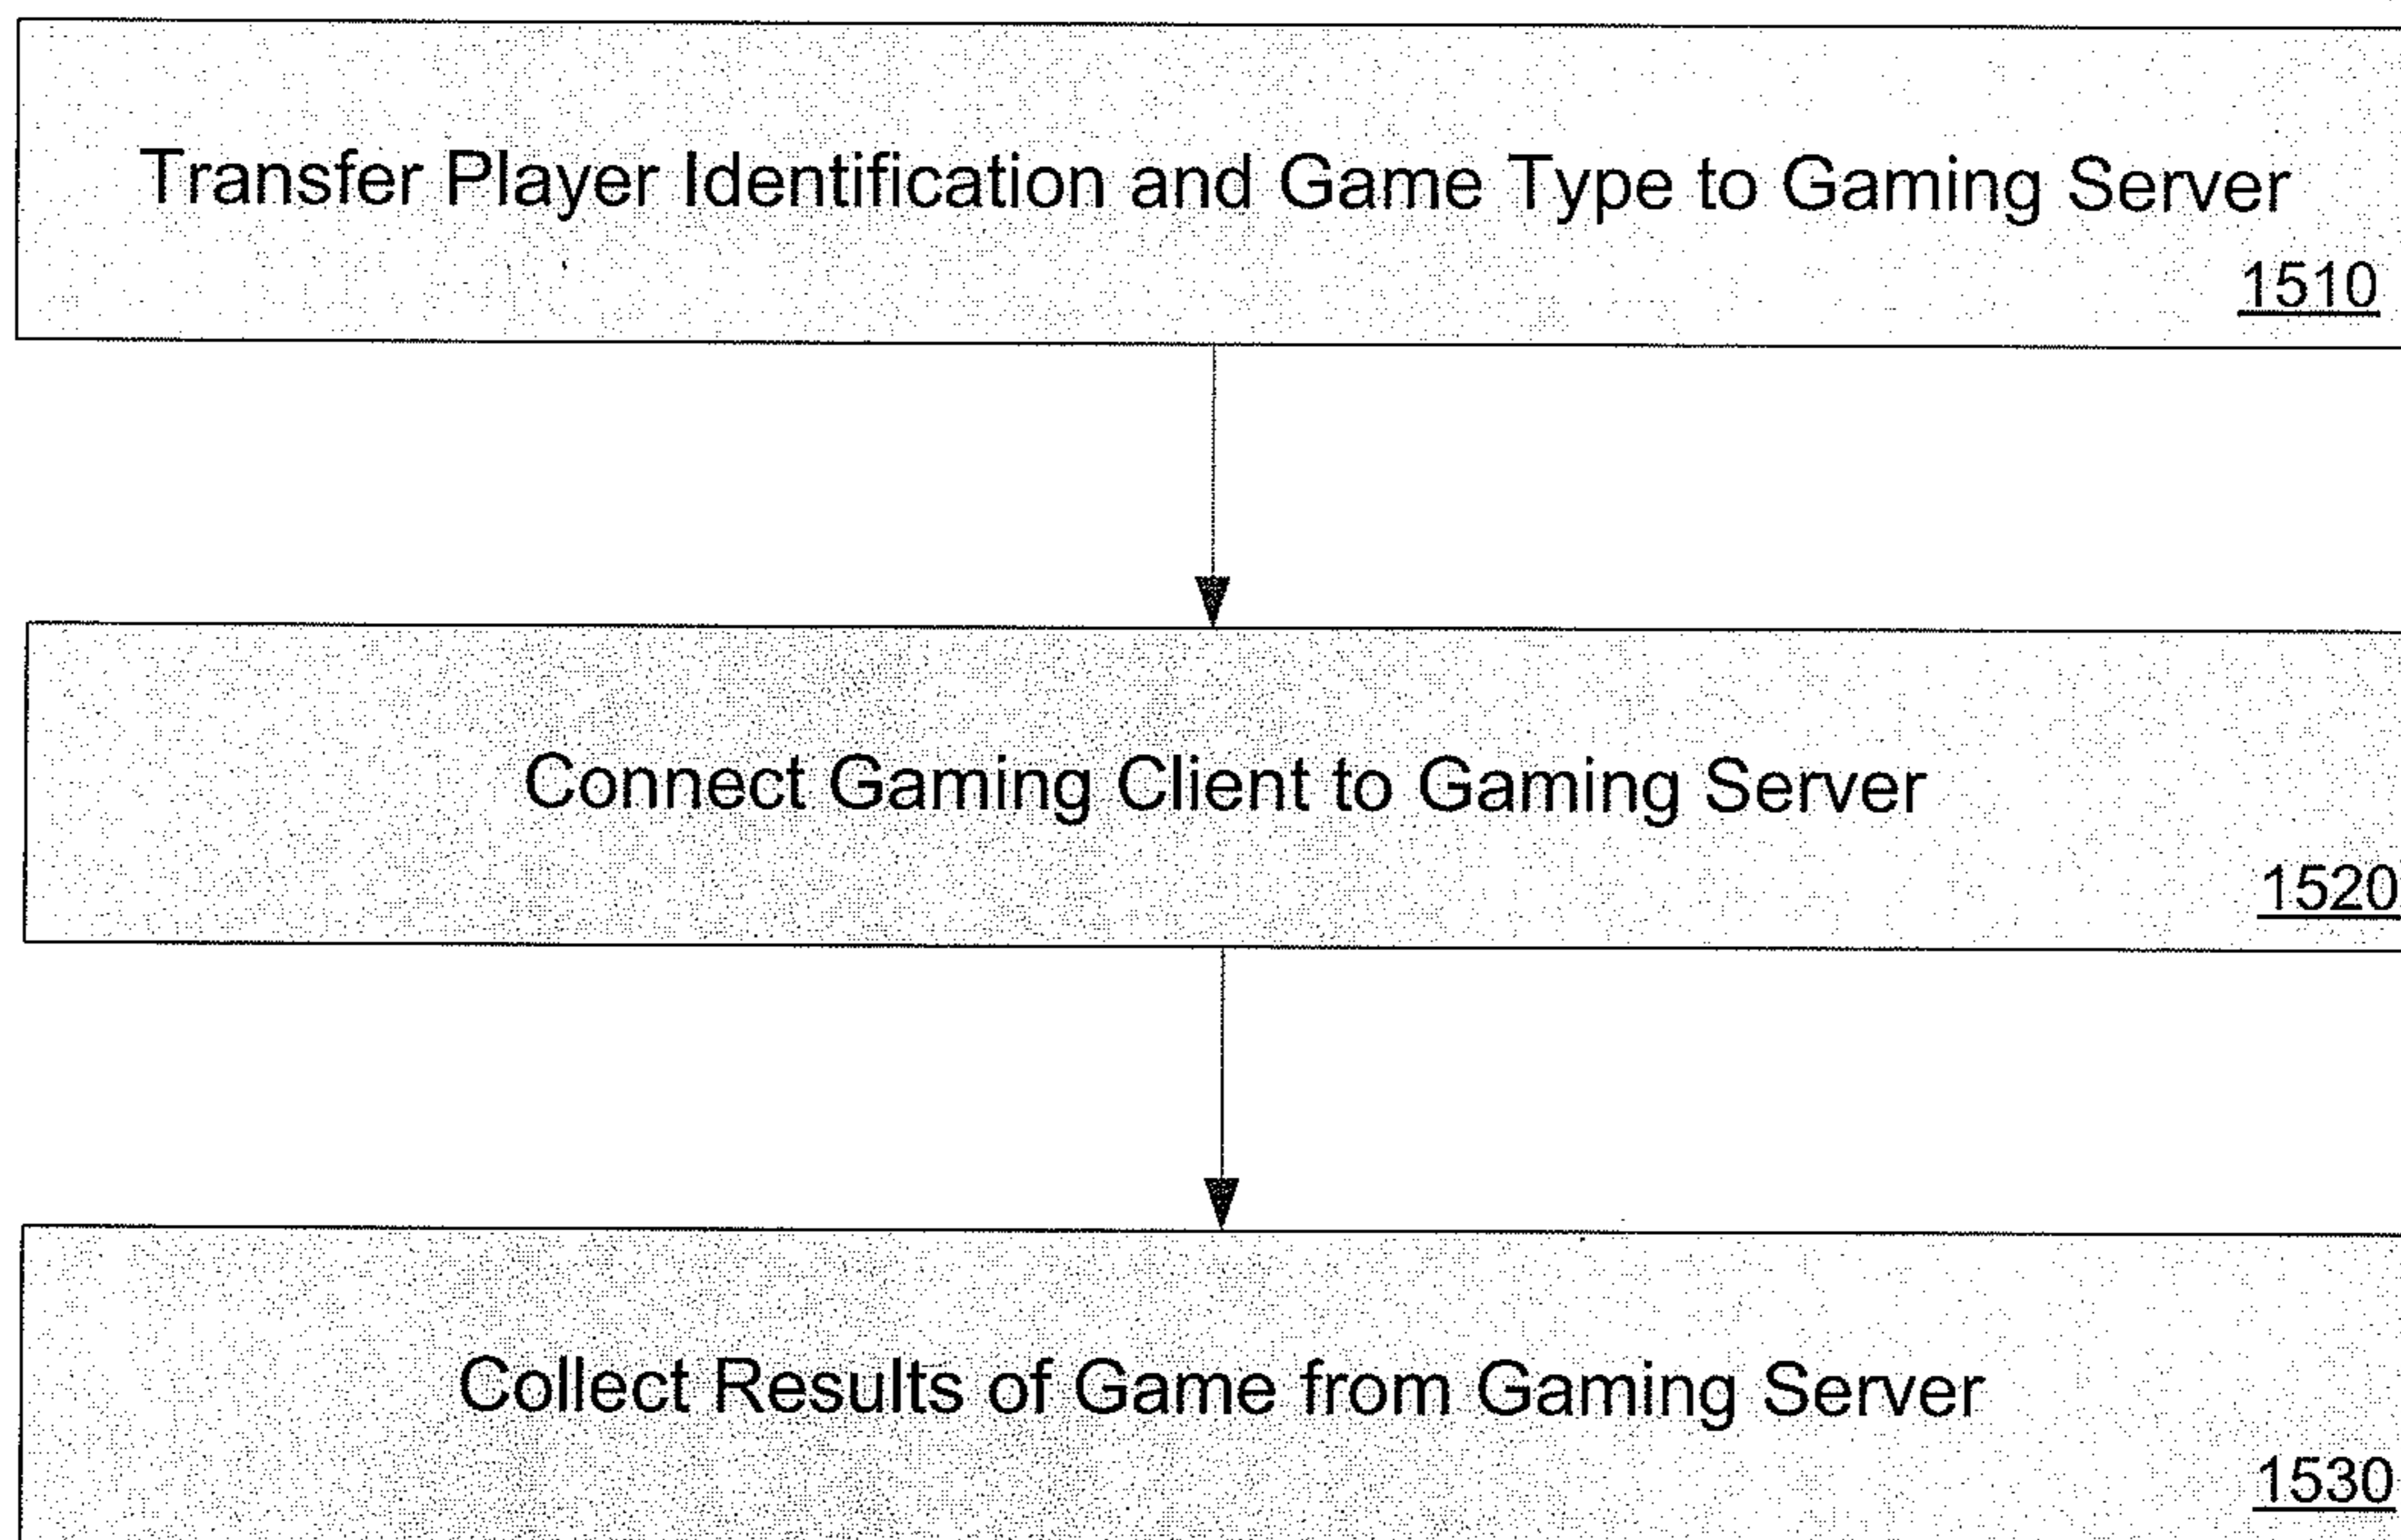 Transfer Player Identification and Game Type to Gaming Server
1510
Connect Gaming Client to Gaming Server
1520
Collect Results of Game from Gaming Server
1530